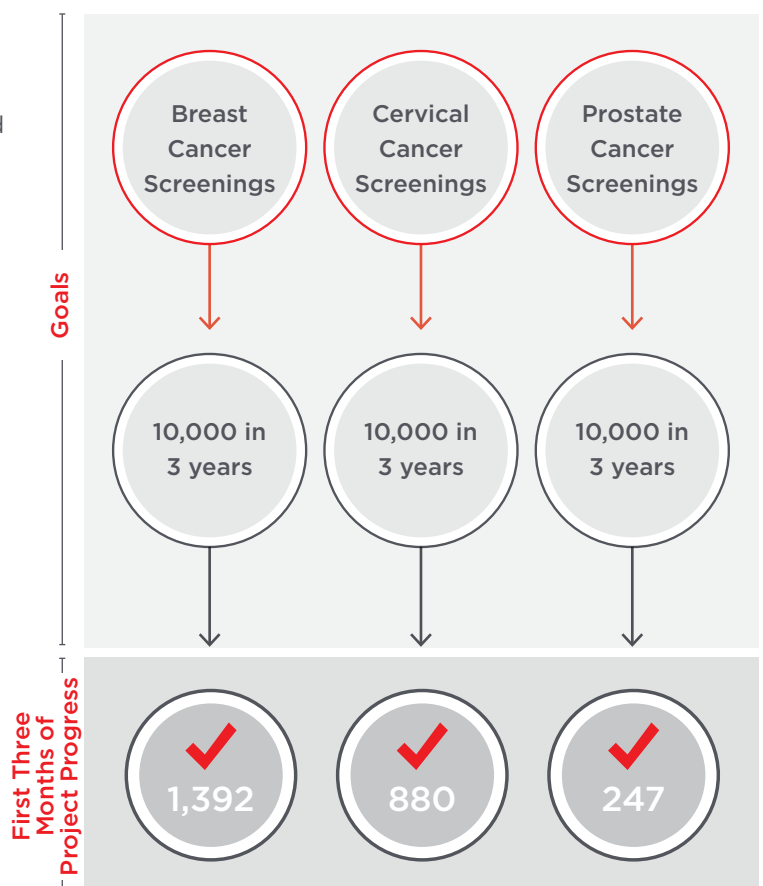 Breast
Cancer
Screenings
Cervical
Cancer
Screenings
Prostate
Cancer
Screenings
Goals
10,000 in
3 years
10,000 in
3 years
10,000 in
3 years
First Three
Months of
Project Progress
1,392
880
247